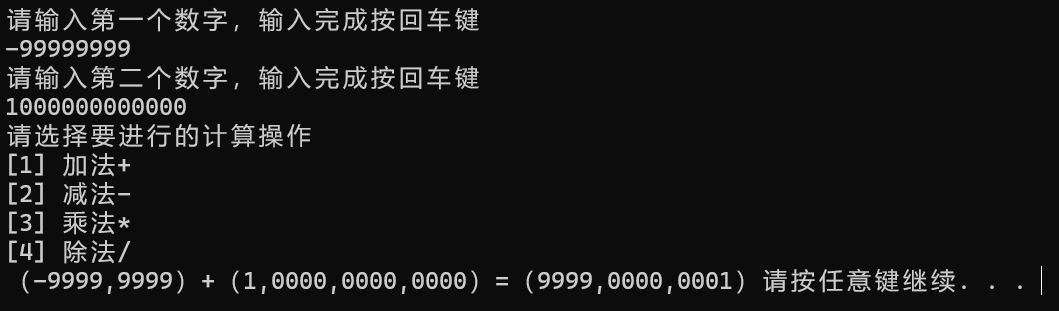 请输入第一个数字，输入完成按回车键
-99999999
请输入第二个数字，输入完成按回车键
1000000000000
请选择要进行的计算操作
[1] 加法+
[2] 减法-
[3] 乘法*
[4] 除法/
（-9999,9999）+（1,0000,0000,0000）=（9999,0000,0001）请按任意键继续. . .